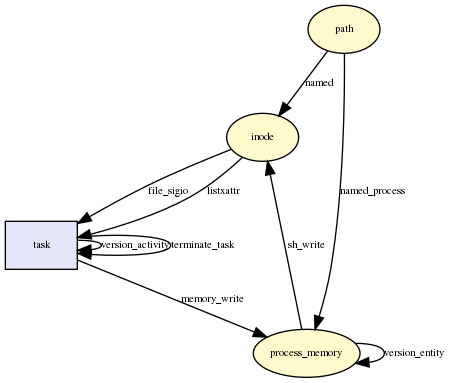 path
named
inode
file_sigio
listxattr
named_process
task
version_activity
terminate_task
sh_write
memory_write
process_memory
version_entity